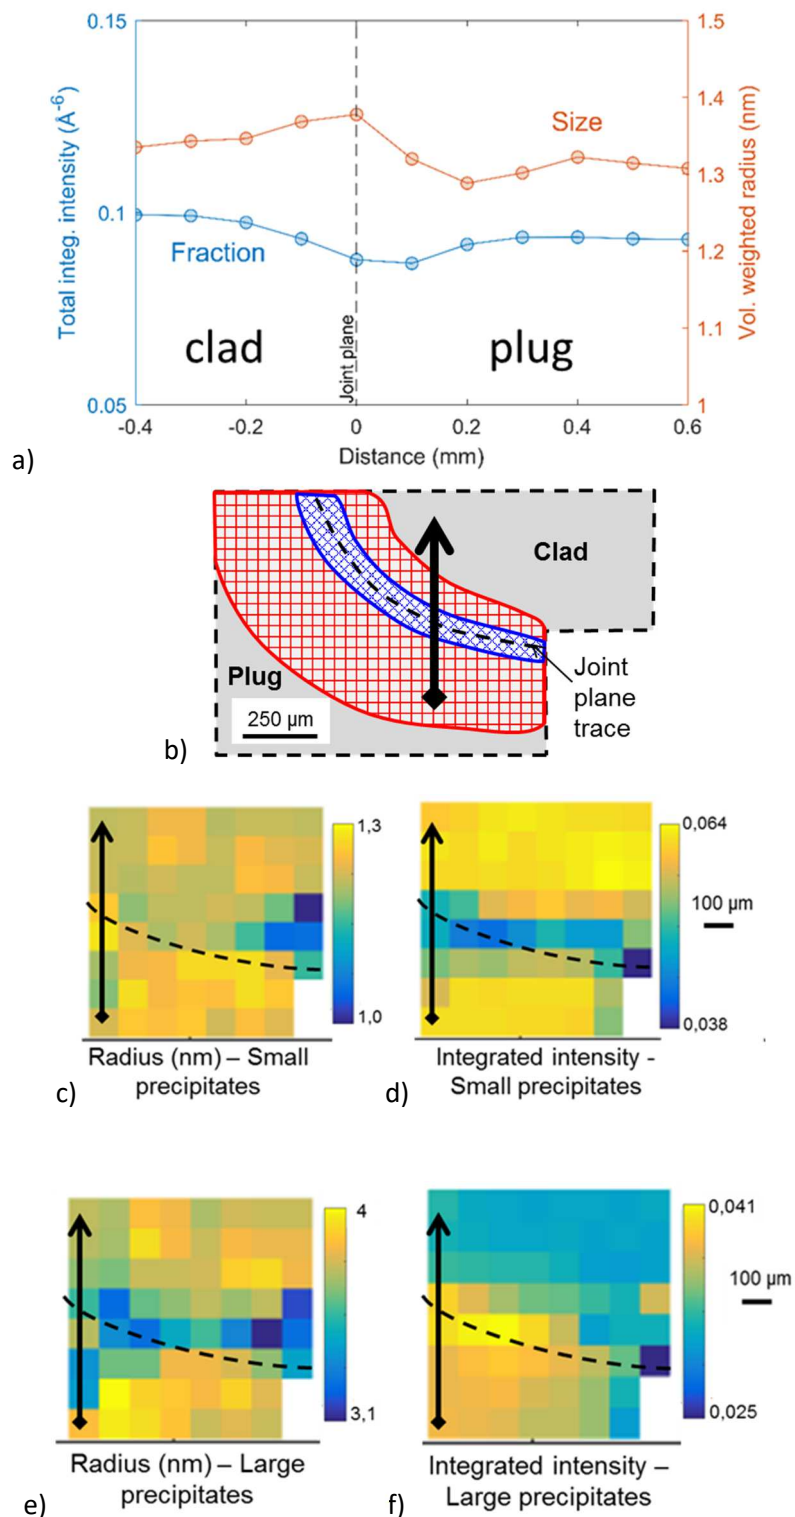 0.15
1.5
Total integ. intensity (Å⁻⁶)
0.1
0.05
Vol. weighted radius (nm)
1.4
1.3
1.2
1.1
1
Size
Fraction
clad
plug
Joint plane
-0.4
-0.2
0
0.2
0.4
0.6
Distance (mm)
a)
Clad
Plug
250 µm
Joint
plane
trace
b)
1,3
1,0
Radius (nm) – Small
precipitates
c)
0,064
100 µm
0,038
Integrated intensity -
Small precipitates
d)
4
3,1
Radius (nm) – Large
precipitates
e)
0,041
100 µm
0,025
Integrated intensity –
Large precipitates
f)